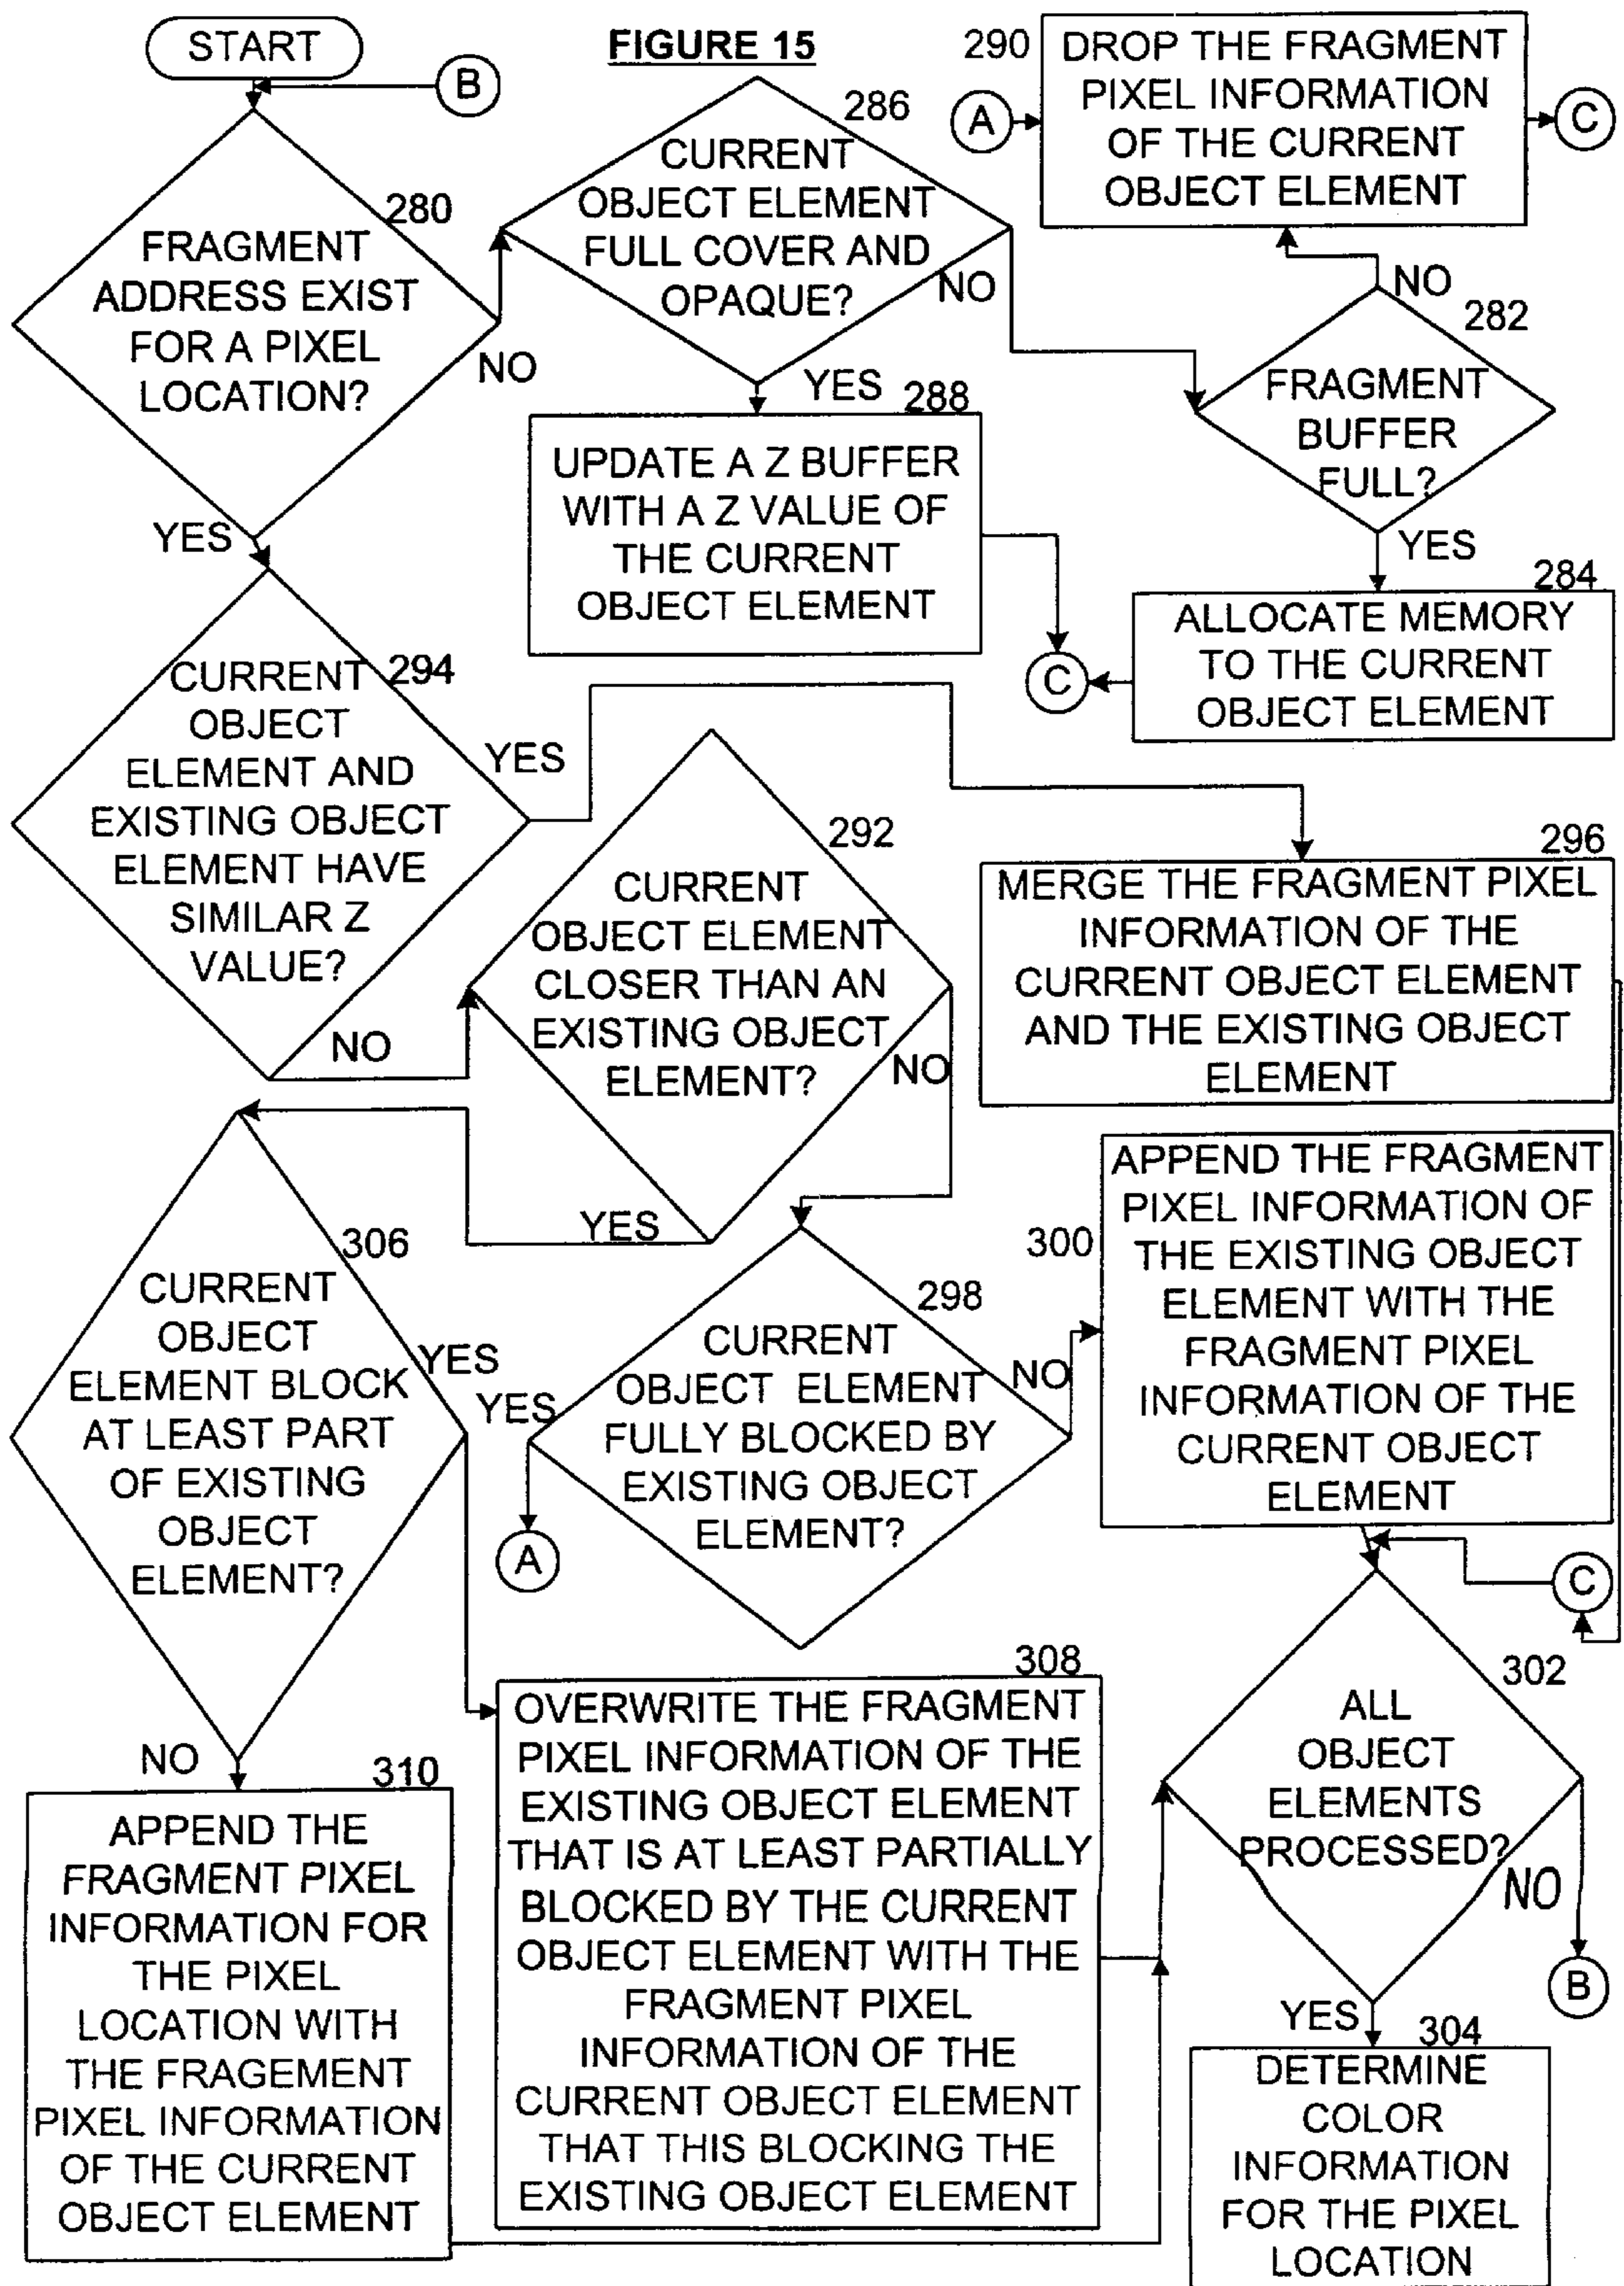 FIGURE 15
START
B
280
FRAGMENT
ADDRESS EXIST
FOR A PIXEL
LOCATION?
NO
YES
286
CURRENT
OBJECT ELEMENT
FULL COVER AND
OPAQUE?
NO
YES
288
UPDATE A Z BUFFER
WITH A Z VALUE OF
THE CURRENT
OBJECT ELEMENT
290
DROP THE FRAGMENT
PIXEL INFORMATION
OF THE CURRENT
OBJECT ELEMENT
A
C
NO
282
FRAGMENT
BUFFER
FULL?
YES
284
ALLOCATE MEMORY
TO THE CURRENT
OBJECT ELEMENT
C
294
CURRENT
OBJECT
ELEMENT AND
EXISTING OBJECT
ELEMENT HAVE
SIMILAR Z
VALUE?
YES
NO
292
CURRENT
OBJECT ELEMENT
CLOSER THAN AN
EXISTING OBJECT
ELEMENT?
NO
YES
296
MERGE THE FRAGMENT PIXEL
INFORMATION OF THE
CURRENT OBJECT ELEMENT
AND THE EXISTING OBJECT
ELEMENT
306
CURRENT
OBJECT
ELEMENT BLOCK
AT LEAST PART
OF EXISTING
OBJECT
ELEMENT?
YES
NO
298
CURRENT
OBJECT ELEMENT
FULLY BLOCKED BY
EXISTING OBJECT
ELEMENT?
YES
NO
A
300
APPEND THE FRAGMENT
PIXEL INFORMATION OF
THE EXISTING OBJECT
ELEMENT WITH THE
FRAGMENT PIXEL
INFORMATION OF THE
CURRENT OBJECT
ELEMENT
C
310
APPEND THE
FRAGMENT PIXEL
INFORMATION FOR
THE PIXEL
LOCATION WITH
THE FRAGEMENT
PIXEL INFORMATION
OF THE CURRENT
OBJECT ELEMENT
308
OVERWRITE THE FRAGMENT
PIXEL INFORMATION OF THE
EXISTING OBJECT ELEMENT
THAT IS AT LEAST PARTIALLY
BLOCKED BY THE CURRENT
OBJECT ELEMENT WITH THE
FRAGMENT PIXEL
INFORMATION OF THE
CURRENT OBJECT ELEMENT
THAT THIS BLOCKING THE
EXISTING OBJECT ELEMENT
302
ALL
OBJECT
ELEMENTS
PROCESSED?
NO
B
YES
304
DETERMINE
COLOR
INFORMATION
FOR THE PIXEL
LOCATION